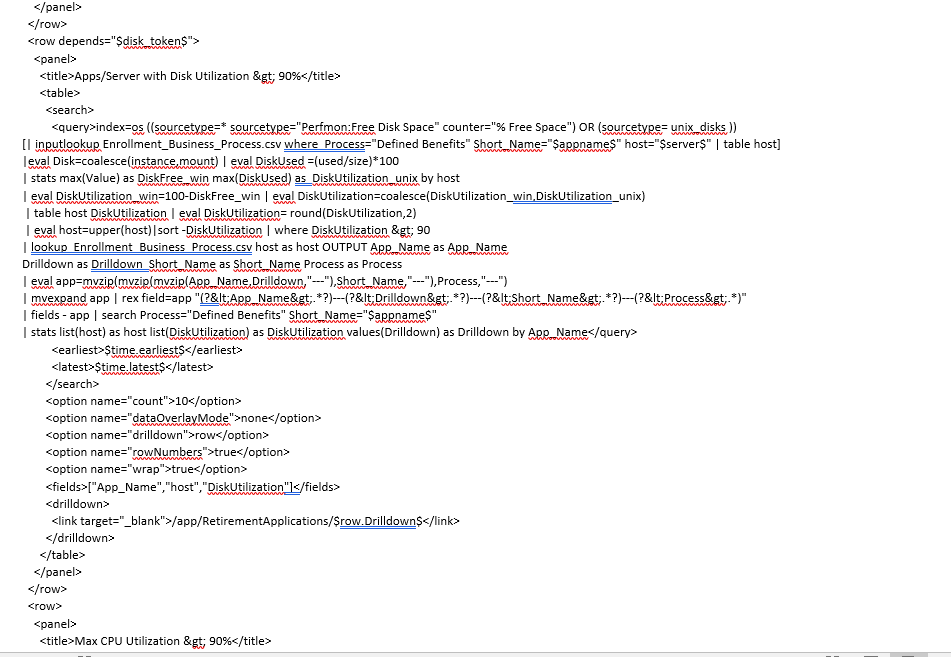 </panel>
</row>
<row depends="$disk_token$">
<panel>
<title>Apps/Server with Disk Utilization &gt; 90%</title>
<table>
<search>
<query>index=os ((sourcetype=* sourcetype="Perfmon:Free Disk Space" counter="% Free Space") OR (sourcetype= unix_disks ))
[| inputlookup Enrollment_Business_Process.csv where Process="Defined Benefits" Short_Name="$appname$" host="$server$" | table host]
|eval Disk=coalesce(instance,mount) | eval DiskUsed =(used/size)*100
| stats max(Value) as DiskFree_win max(DiskUsed) as DiskUtilization_unix by host
| eval DiskUtilization_win=100-DiskFree_win | eval DiskUtilization=coalesce(DiskUtilization_win,DiskUtilization_unix)
| table host DiskUtilization | eval DiskUtilization= round(DiskUtilization,2)
| eval host=upper(host)|sort -DiskUtilization | where DiskUtilization &gt; 90
| lookup Enrollment_Business_Process.csv host as host OUTPUT App_Name as App_Name
Drilldown as Drilldown Short_Name as Short_Name Process as Process
| eval app=mvzip(mvzip(mvzip(App_Name,Drilldown,"---"),Short_Name,"---"),Process,"---")
| mvexpand app | rex field=app "(?&lt;App_Name&gt;.*?)---(?&lt;Drilldown&gt;.*?)---(?&lt;Short_Name&gt;.*?)---(?&lt;Process&gt;.*)"
| fields - app | search Process="Defined Benefits" Short_Name="$appname$"
| stats list(host) as host list(DiskUtilization) as DiskUtilization values(Drilldown) as Drilldown by App_Name</query>
<earliest>$time.earliest$</earliest>
<latest>$time.latest$</latest>
</search>
<option name="count">10</option>
<option name="dataOverlayMode">none</option>
<option name="drilldown">row</option>
<option name="rowNumbers">true</option>
<option name="wrap">true</option>
<fields>["App_Name","host","DiskUtilization"]</fields>
<drilldown>
<link target="_blank">/app/RetirementApplications/$row.Drilldown$</link>
</drilldown>
</table>
</panel>
</row>
<row>
<panel>
<title>Max CPU Utilization &gt; 90%</title>